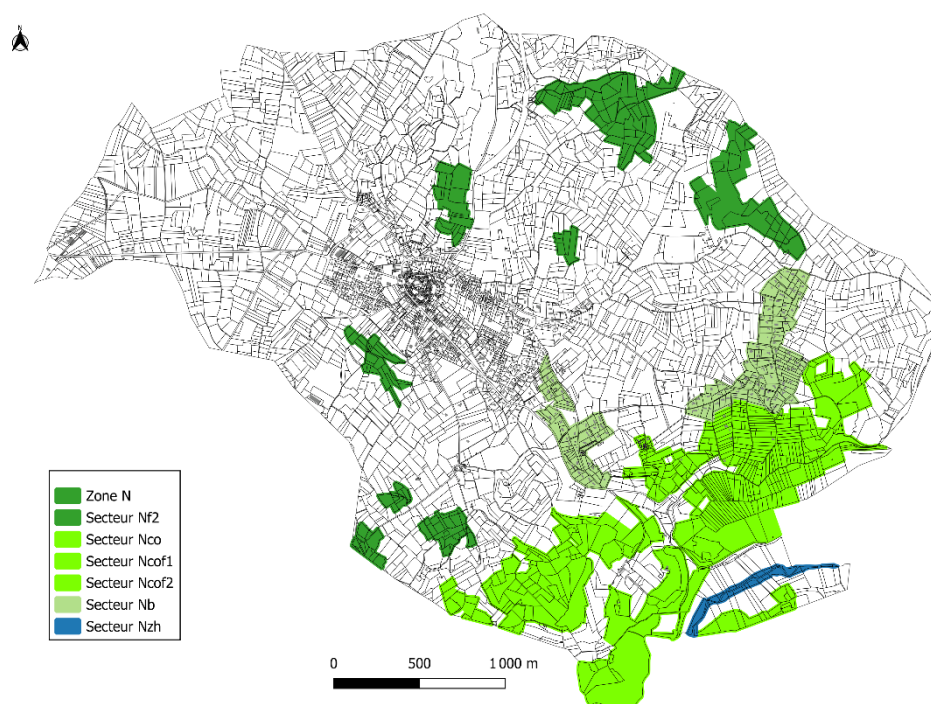 N
Zone N
Secteur Nf2
Secteur Nco
Secteur Ncof1
Secteur Ncof2
Secteur Nb
Secteur Nzh
0 500 1 000 m